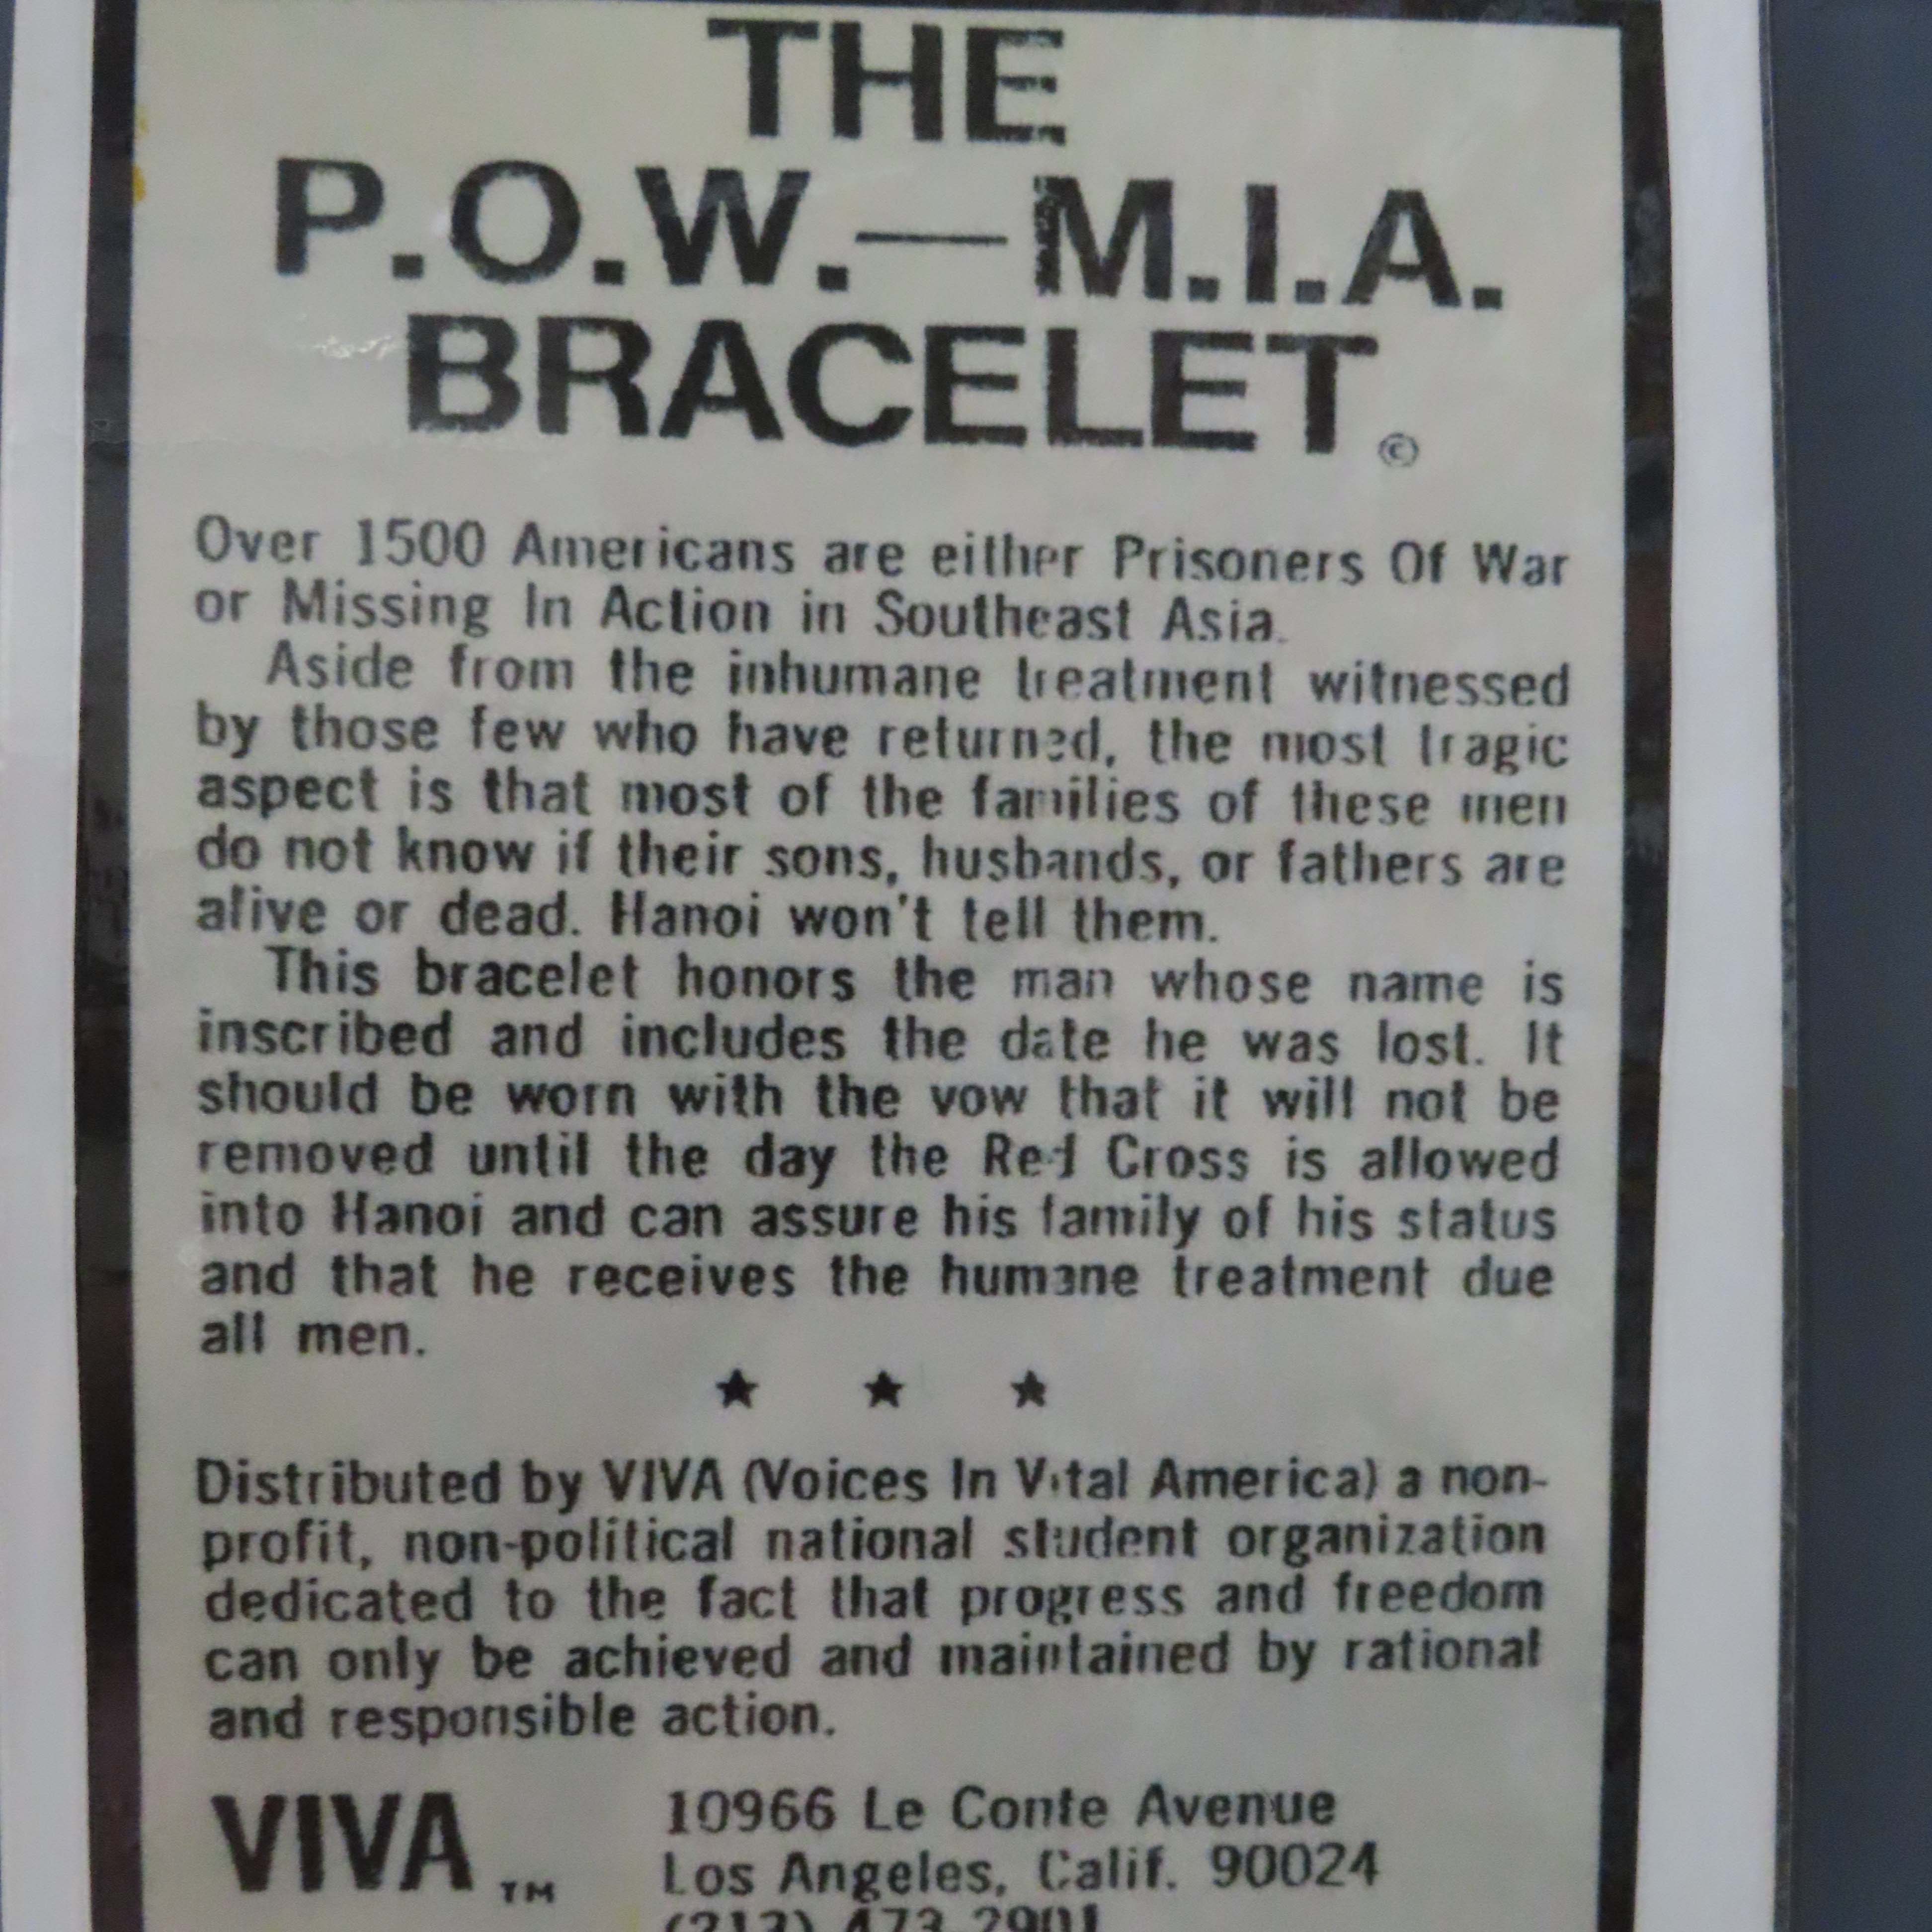 THE
P.O.W.—M.I.A.
BRACELET©
Over 1500 Americans are either Prisoners Of War
or Missing In Action in Southeast Asia.
Aside from the inhumane treatment witnessed
by those few who have returned, the most tragic
aspect is that most of the families of these men
do not know if their sons, husbands, or fathers are
alive or dead. Hanoi won't tell them.
This bracelet honors the man whose name is
inscribed and includes the date he was lost. It
should be worn with the vow that it will not be
removed until the day the Red Cross is allowed
into Hanoi and can assure his family of his status
and that he receives the humane treatment due
all men.
★ ★ ★
Distributed by VIVA (Voices In Vital America) a non-
profit, non-political national student organization
dedicated to the fact that progress and freedom
can only be achieved and maintained by rational
and responsible action.
VIVA™
10966 Le Conte Avenue
Los Angeles, Calif. 90024
(213) 473-2901